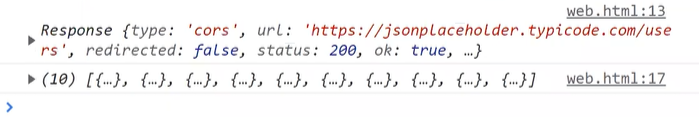 web.html:13
Response {type: 'cors', url: 'https://jsonplaceholder.typicode.com/use
rs', redirected: false, status: 200, ok: true, …}
(10) [{…}, {…}, {…}, {…}, {…}, {…}, {…}, {…}, {…}, {…}] web.html:17